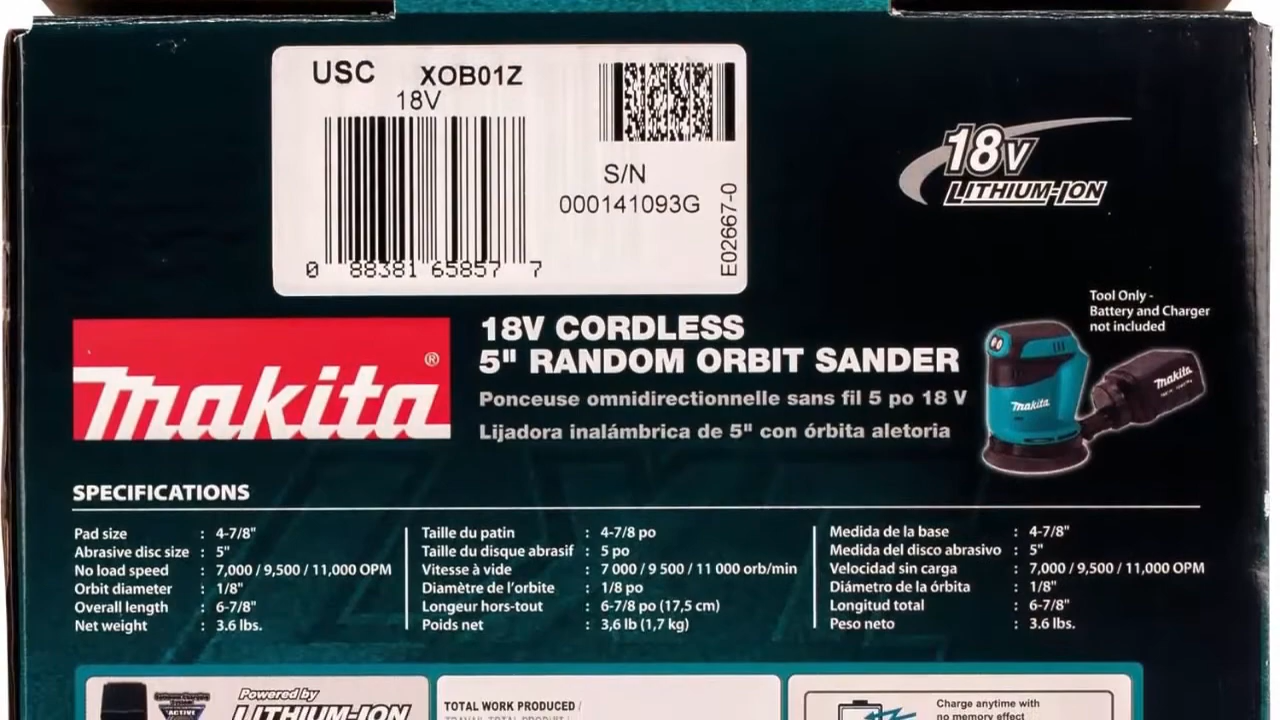 USC XOB01Z
18V
S/N
000141093G
E02667-0
0 88381 65857 7
18V
LITHIUM-ION
Tool Only -
Battery and Charger
not included
makita®
18V CORDLESS
5" RANDOM ORBIT SANDER
Ponceuse omnidirectionnelle sans fil 5 po 18 V
Lijadora inalámbrica de 5" con órbita aletoria
makita
makita
SPECIFICATIONS
Pad size : 4-7/8"
Abrasive disc size : 5"
No load speed : 7,000 / 9,500 / 11,000 OPM
Orbit diameter : 1/8"
Overall length : 6-7/8"
Net weight : 3.6 lbs.
Taille du patin : 4-7/8 po
Taille du disque abrasif : 5 po
Vitesse à vide : 7 000 / 9 500 / 11 000 orb/min
Diamètre de l'orbite : 1/8 po
Longeur hors-tout : 6-7/8 po (17,5 cm)
Poids net : 3,6 lb (1,7 kg)
Medida de la base : 4-7/8"
Medida del disco abrasivo : 5"
Velocidad sin carga : 7,000 / 9,500 / 11,000 OPM
Diámetro de la órbita : 1/8"
Longitud total : 6-7/8"
Peso neto : 3.6 lbs.
ACTIVE
Powered by
LITHIUM-ION
TOTAL WORK PRODUCED /
TRAVAIL TOTAL PRODUIT /
Charge anytime with
no memory effect